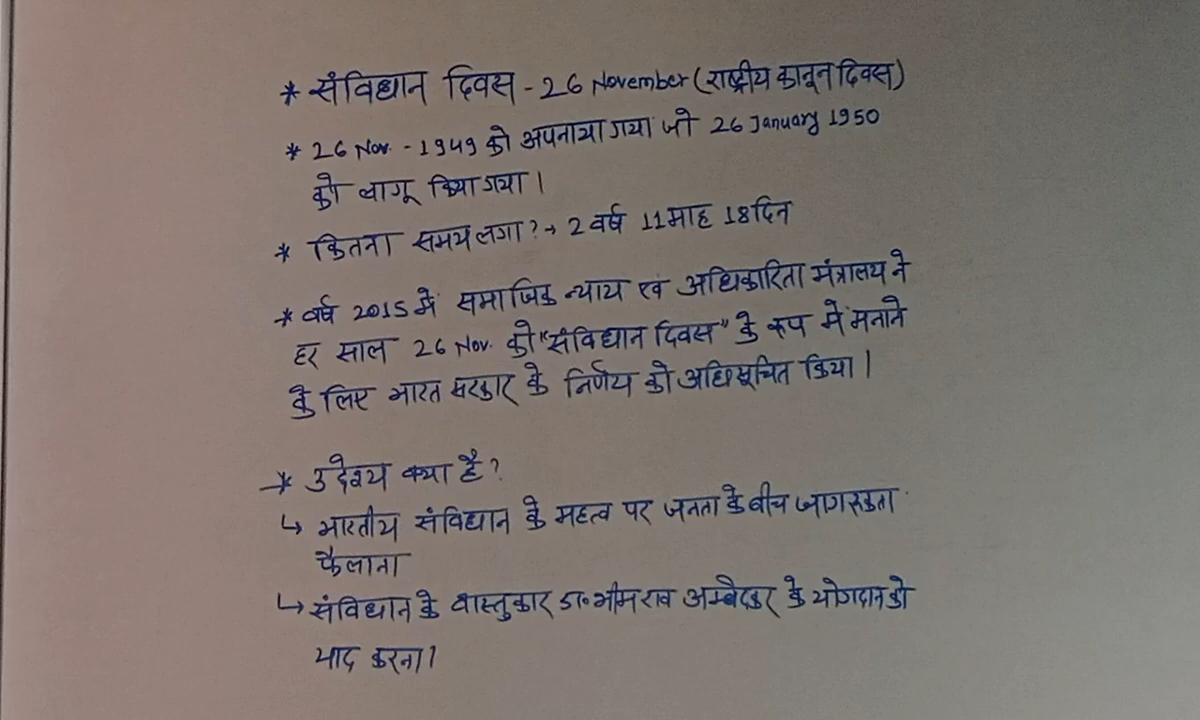 * संविधान दिवस - 26 November (राष्ट्रीय कानून दिवस)
* 26 Nov. - 1949 को अपनाया गया जो 26 January 1950
को लागू किया गया।
* कितना समय लगा? → 2 वर्ष 11 माह 18 दिन
* वर्ष 2015 में समाजिक न्याय एवं अधिकारिता मंत्रालय ने
हर साल 26 Nov. को "संविधान दिवस" के रूप में मनाने
के लिए भारत सरकार के निर्णय को अधिसूचित किया।
* उदेश्य क्या है?
↳ भारतीय संविधान के महत्व पर जनता के बीच जागरूकता
फैलाना
↳ संविधान के वास्तुकार डा॰ भीम राव अम्बेदकर के योगदान को
याद करना।